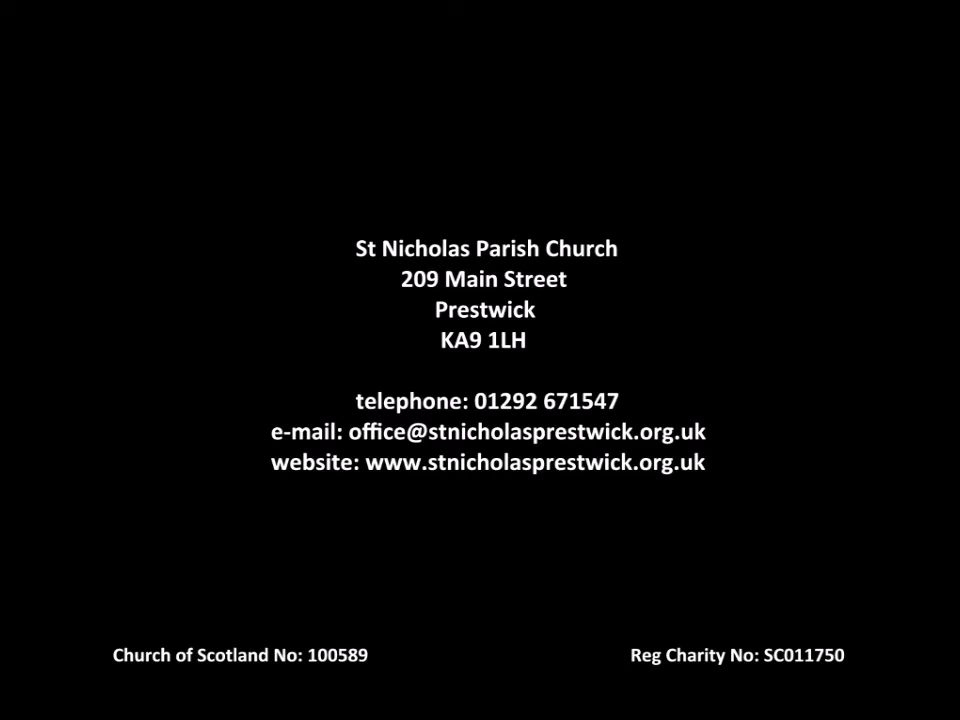 St Nicholas Parish Church
209 Main Street
Prestwick
KA9 1LH
telephone: 01292 671547
e-mail: office@stnicholasprestwick.org.uk
website: www.stnicholasprestwick.org.uk
Church of Scotland No: 100589
Reg Charity No: SC011750